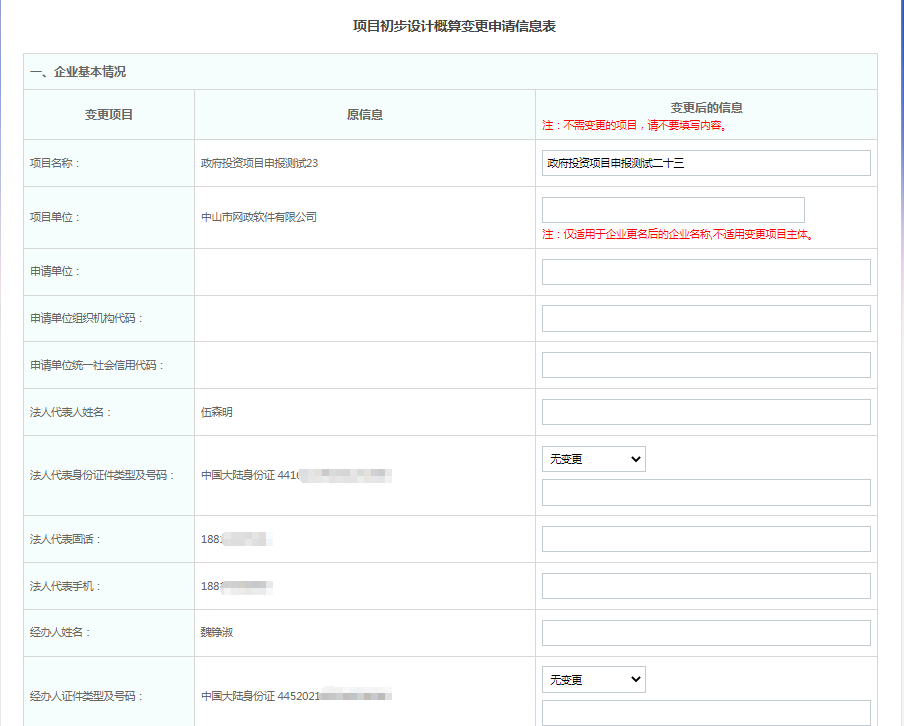 项目初步设计概算变更申请信息表
一、企业基本情况
变更项目 原信息 变更后的信息
注：不需变更的项目，请不要填写内容。
项目名称： 政府投资项目申报测试23 政府投资项目申报测试二十三
项目单位： 中山市网政软件有限公司
注：仅适用于企业更名后的企业名称,不适用变更项目主体。
申请单位：
申请单位组织机构代码：
申请单位统一社会信用代码：
法人代表人姓名： 伍森明
法人代表身份证件类型及号码： 中国大陆身份证 441 无变更
法人代表固话： 188
法人代表手机： 188
经办人姓名： 魏铮淑
经办人证件类型及号码： 中国大陆身份证 4452021 无变更